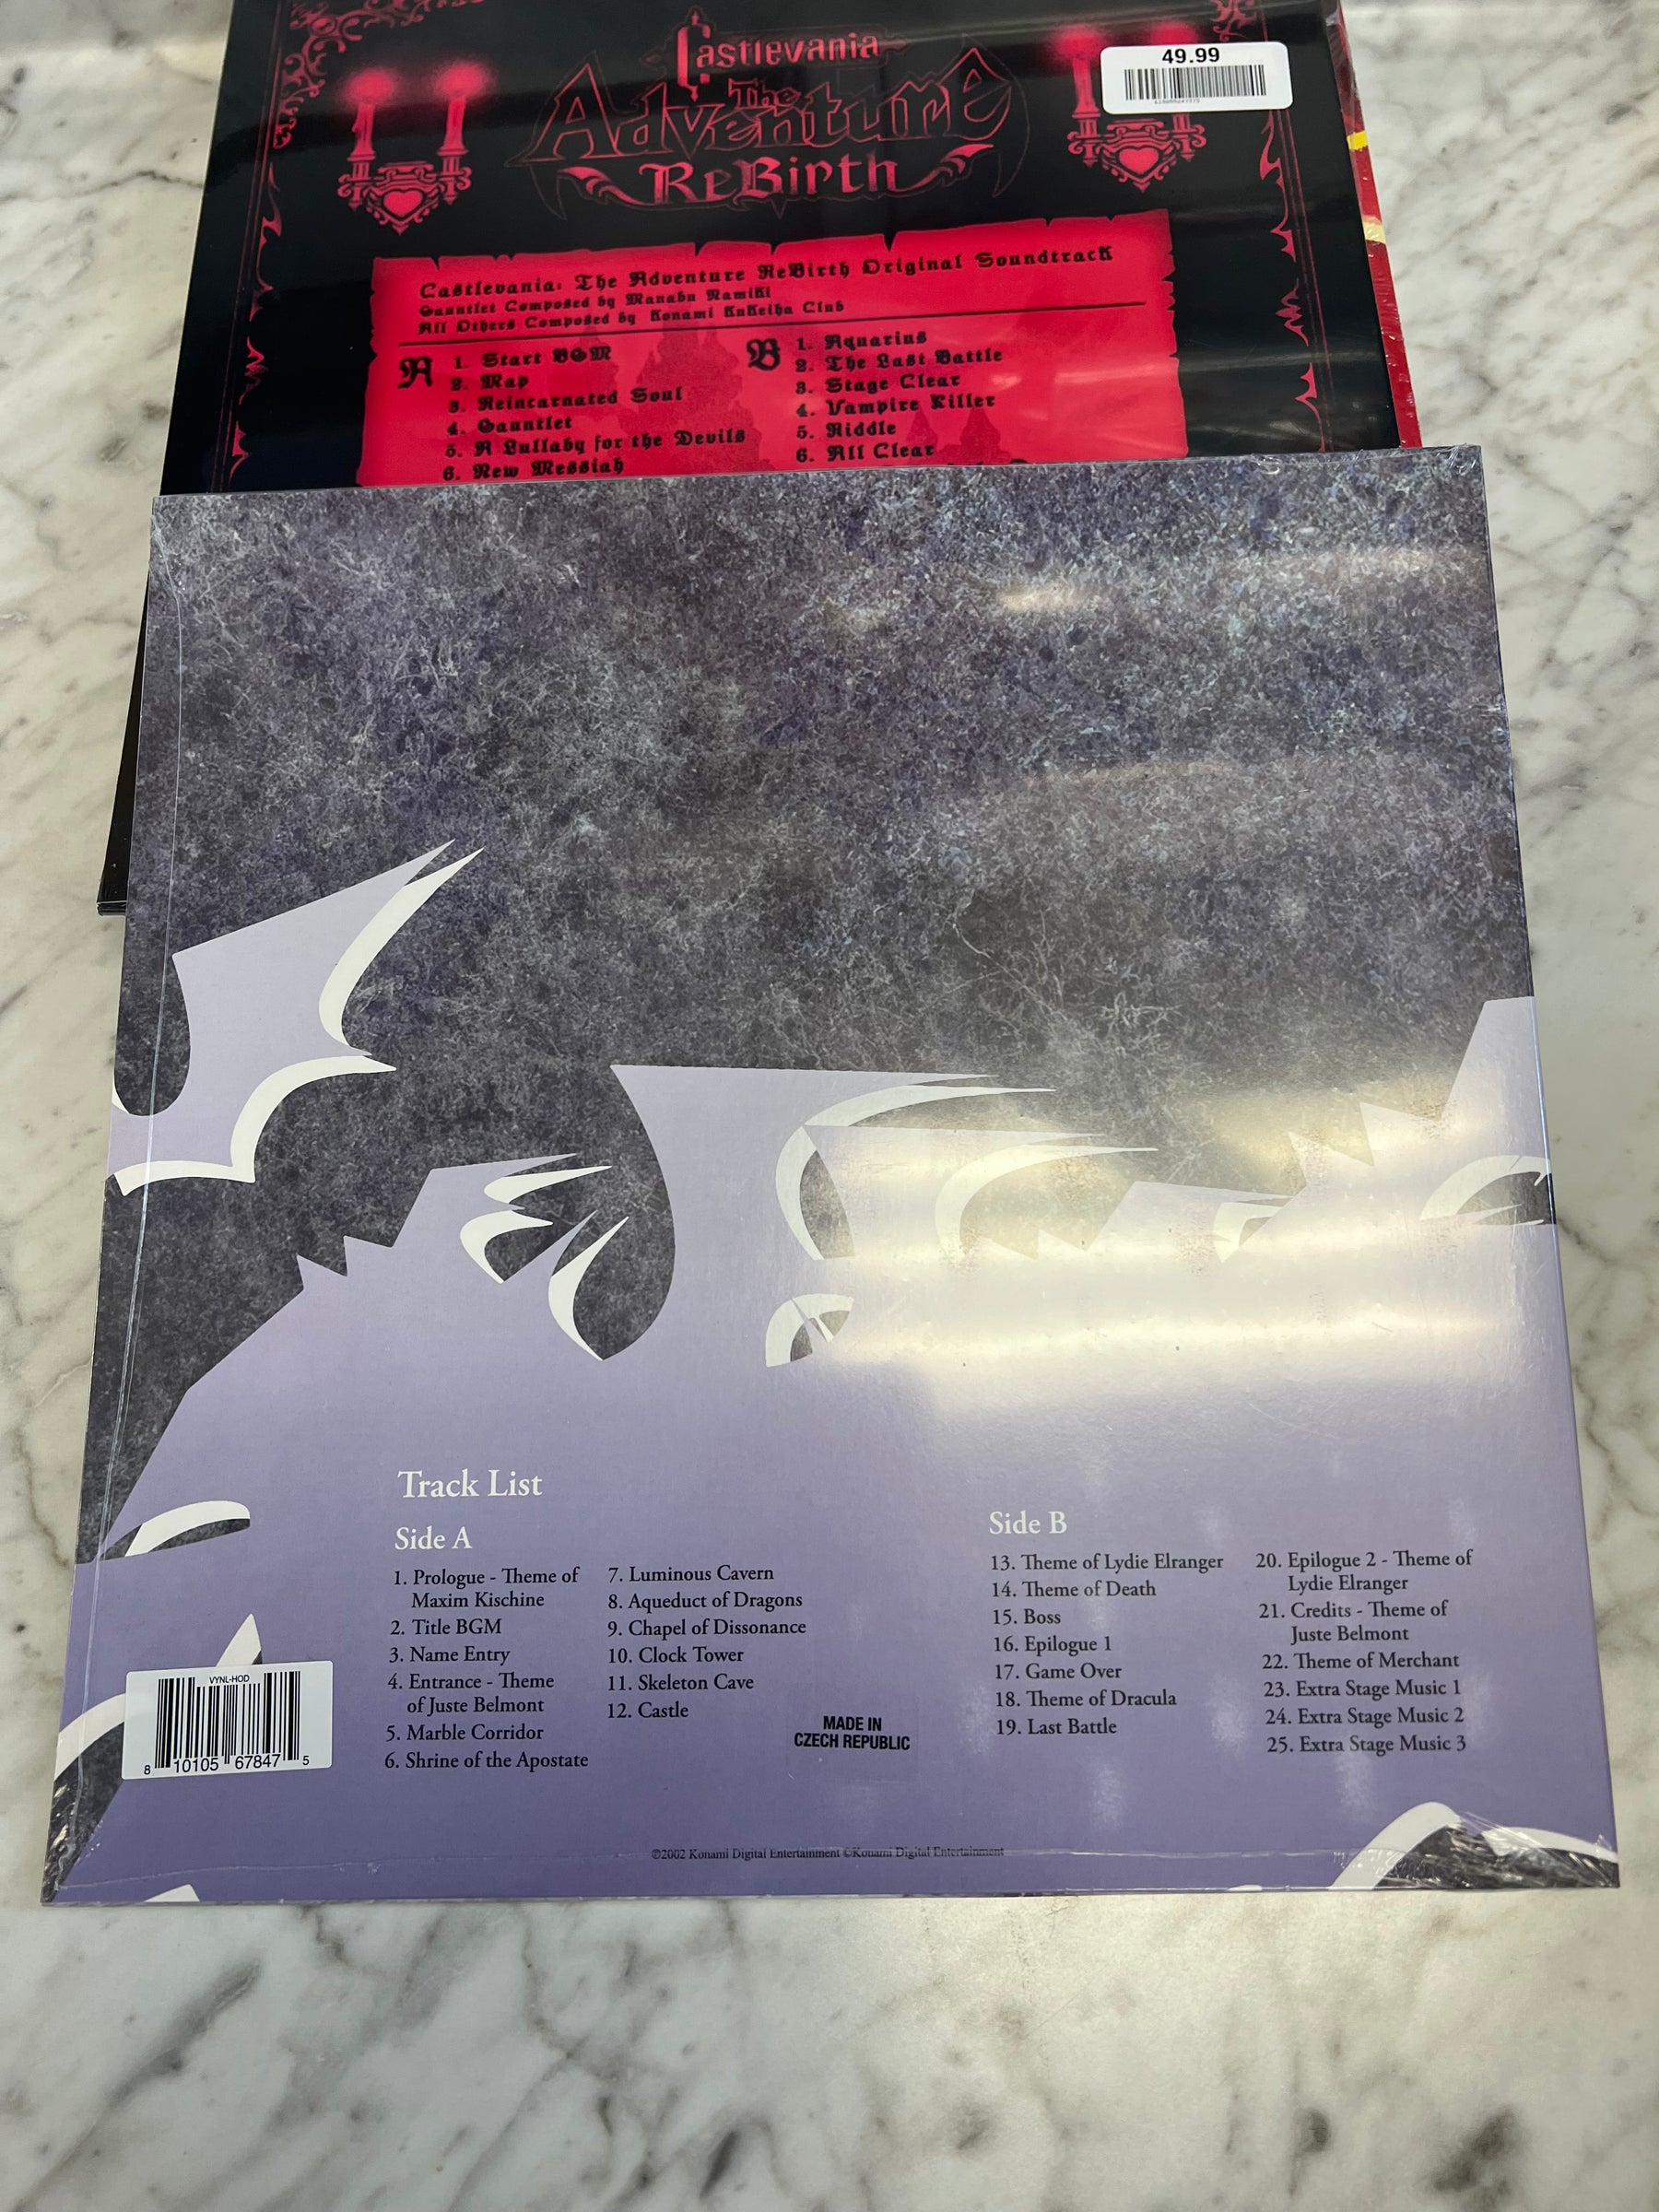 Castlevania
The
Adventure
ReBirth
49.99
Castlevania: The Adventure ReBirth Original Soundtrack
Gauntlet Composed by Manabu Namiki
All Others Composed by Konami KuKeiha Club
A
1. Start BGM
2. Map
3. Reincarnated Soul
4. Gauntlet
5. A Lullaby for the Devils
6. New Messiah
B
1. Aquarius
2. The Last Battle
3. Stage Clear
4. Vampire Killer
5. Riddle
6. All Clear
Track List
Side A
1. Prologue - Theme of
Maxim Kischine
2. Title BGM
3. Name Entry
4. Entrance - Theme
of Juste Belmont
5. Marble Corridor
6. Shrine of the Apostate
7. Luminous Cavern
8. Aqueduct of Dragons
9. Chapel of Dissonance
10. Clock Tower
11. Skeleton Cave
12. Castle
Side B
13. Theme of Lydie Elranger
14. Theme of Death
15. Boss
16. Epilogue 1
17. Game Over
18. Theme of Dracula
19. Last Battle
20. Epilogue 2 - Theme of
Lydie Elranger
21. Credits - Theme of
Juste Belmont
22. Theme of Merchant
23. Extra Stage Music 1
24. Extra Stage Music 2
25. Extra Stage Music 3
VYNL-HOD
8 10105 67847 5
MADE IN
CZECH REPUBLIC
©2002 Konami Digital Entertainment ©Konami Digital Entertainment